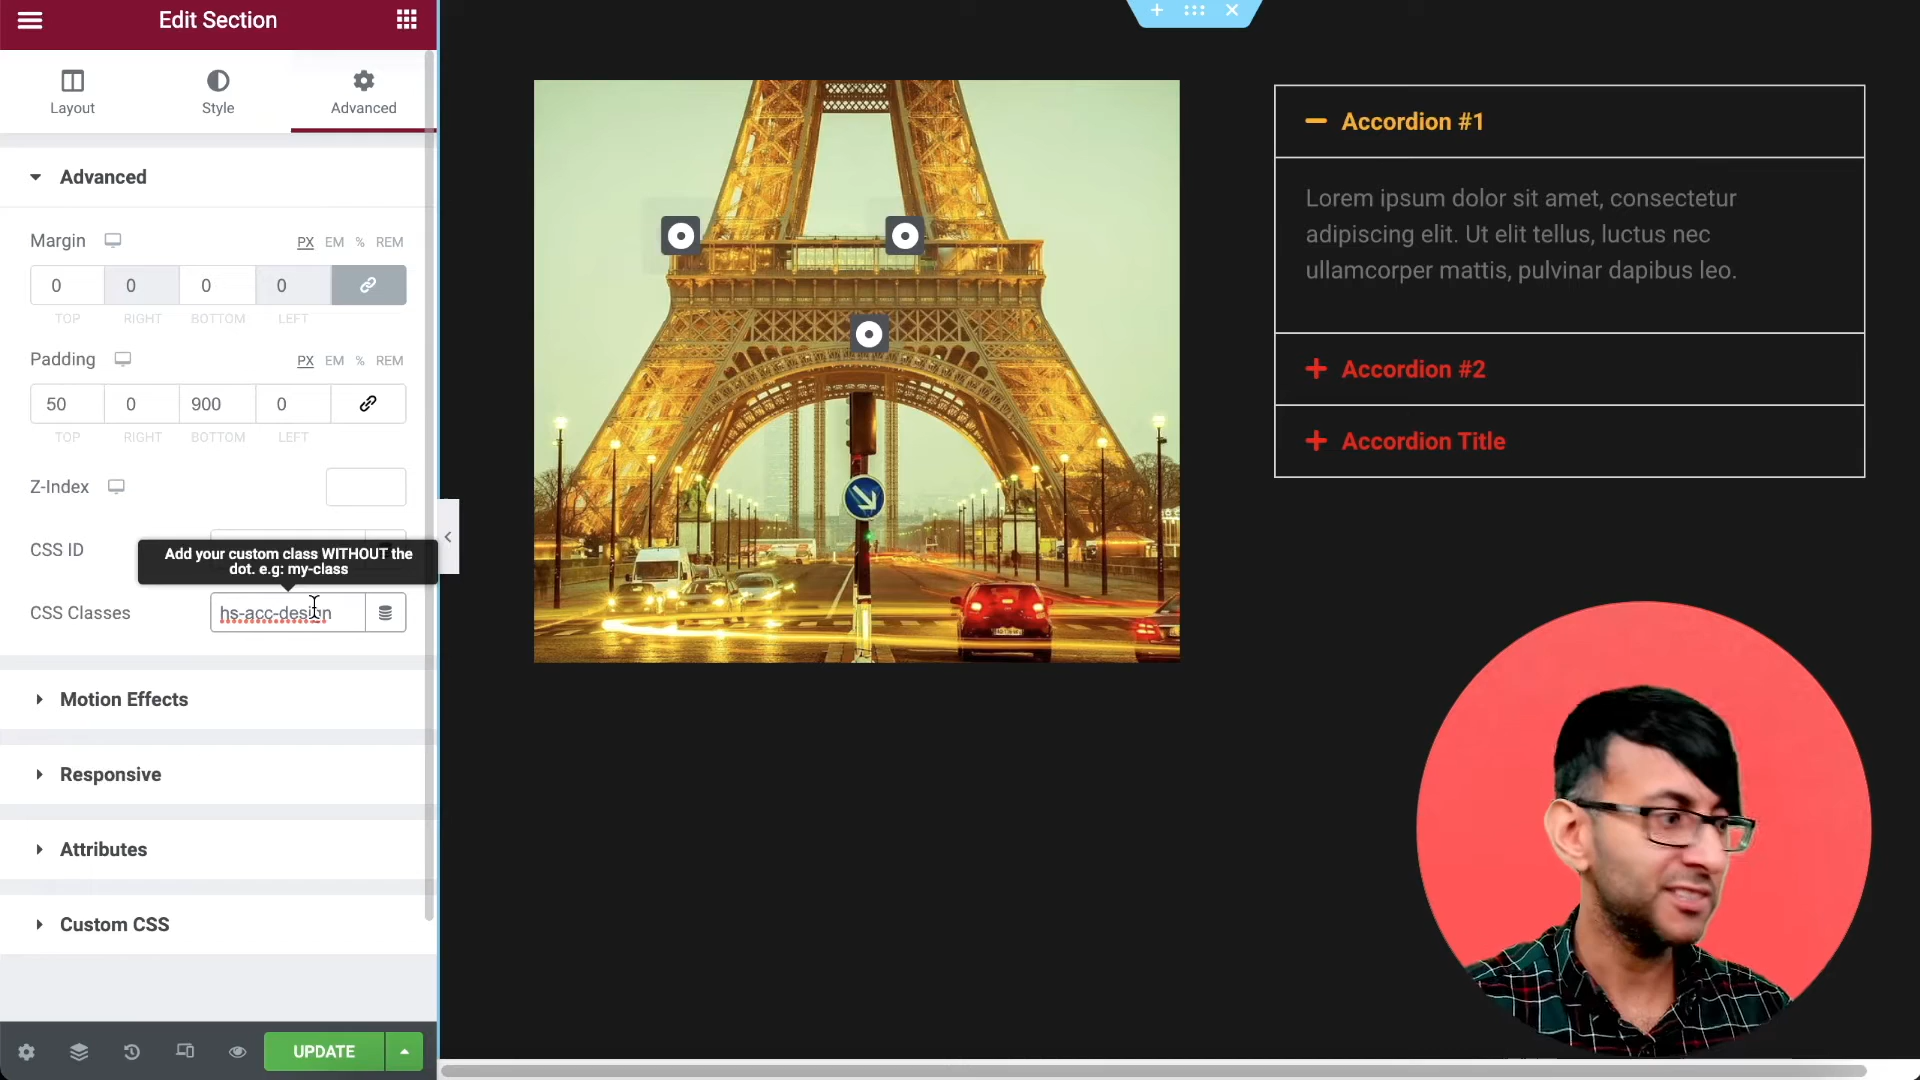 Edit Section
Layout
Style
Advanced
Advanced
Margin
PX EM % REM
0 0 0 0
TOP RIGHT BOTTOM LEFT
Padding
PX EM % REM
50 0 900 0
TOP RIGHT BOTTOM LEFT
Z-Index
CSS ID
Add your custom class WITHOUT the
dot. e.g: my-class
CSS Classes
hs-acc-design
Motion Effects
Responsive
Attributes
Custom CSS
UPDATE
Accordion #1
Lorem ipsum dolor sit amet, consectetur
adipiscing elit. Ut elit tellus, luctus nec
ullamcorper mattis, pulvinar dapibus leo.
Accordion #2
Accordion Title